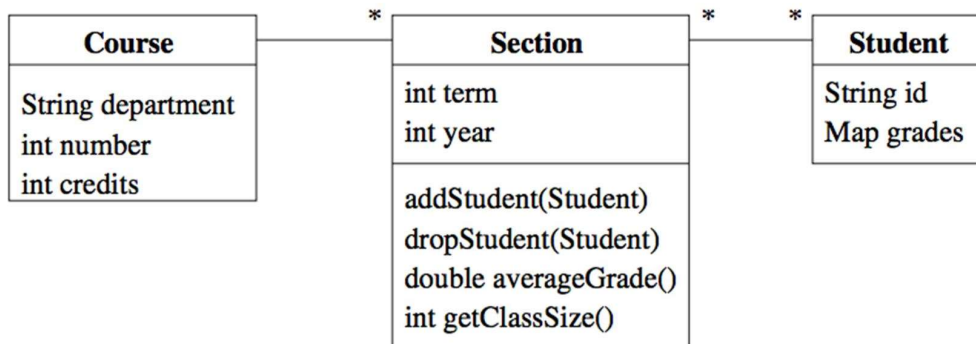 Course
String department
int number
int credits
*
Section
int term
int year
addStudent(Student)
dropStudent(Student)
double averageGrade()
int getClassSize()
* *
Student
String id
Map grades